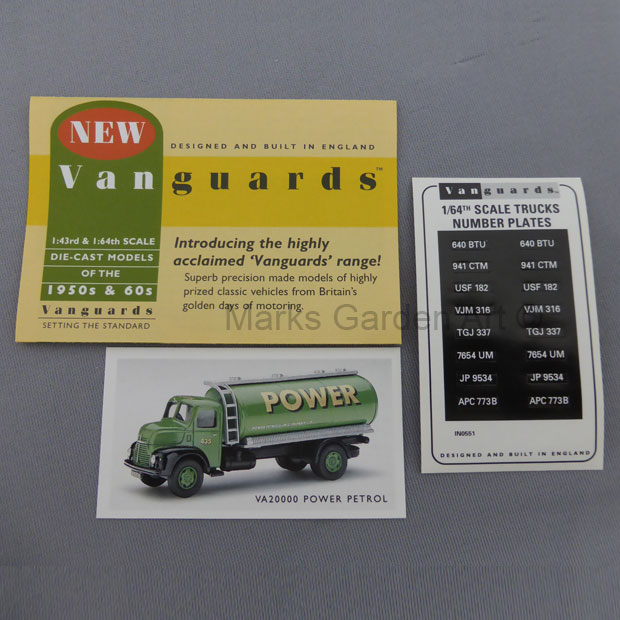 NEW
DESIGNED AND BUILT IN ENGLAND
Vanguards™
1:43rd & 1:64th SCALE
DIE-CAST MODELS
OF THE
1950s & 60s
Vanguards
SETTING THE STANDARD
Introducing the highly
acclaimed ‘Vanguards’ range!
Superb precision made models of highly
prized classic vehicles from Britain's
golden days of motoring.
Marks Garden Art
POWER
425
VA20000 POWER PETROL
Vanguards™
1/64TH SCALE TRUCKS
NUMBER PLATES
640 BTU 640 BTU
941 CTM 941 CTM
USF 182 USF 182
VJM 316 VJM 316
TGJ 337 TGJ 337
7654 UM 7654 UM
JP 9534 JP 9534
APC 773B APC 773B
IN0551
DESIGNED AND BUILT IN ENGLAND